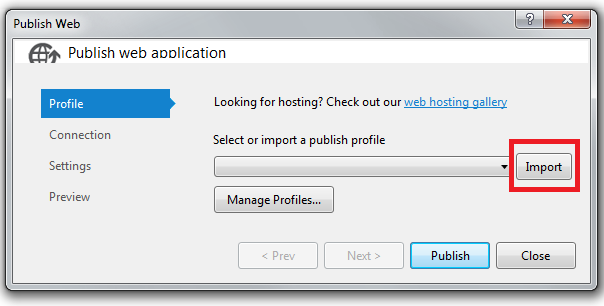 Publish Web
Publish web application
Profile
Connection
Settings
Preview
Looking for hosting? Check out our web hosting gallery
Select or import a publish profile
Import
Manage Profiles...
< Prev
Next >
Publish
Close